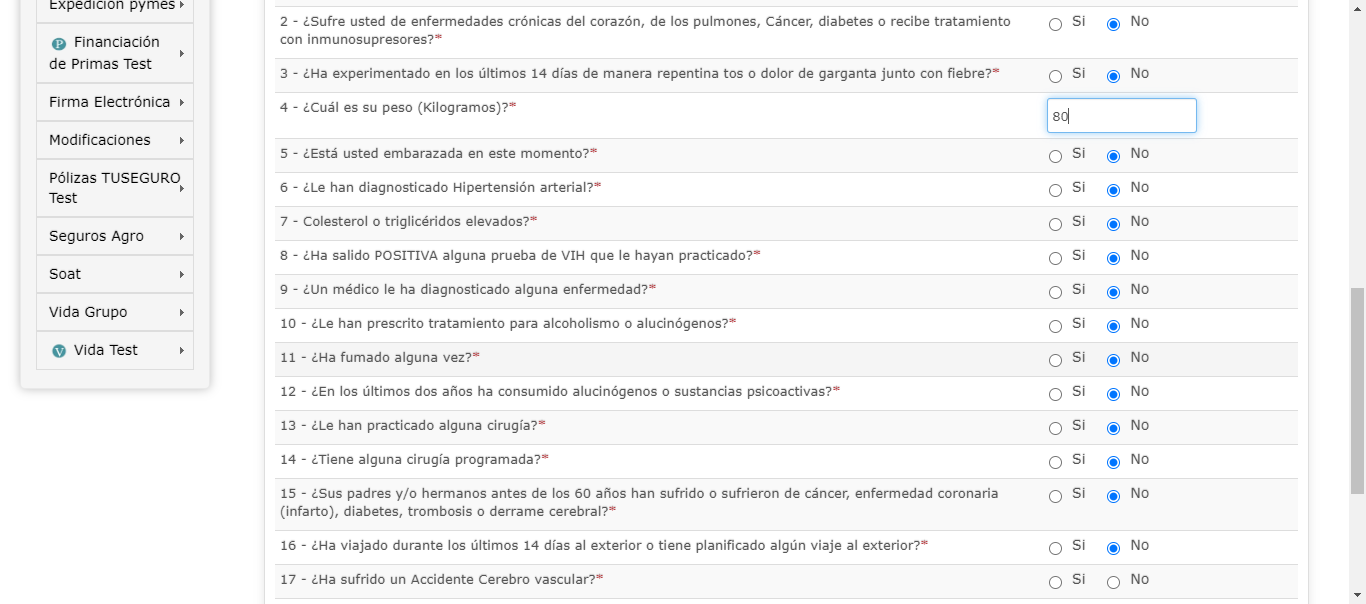 Expedición pymes
Financiación
de Primas Test
Firma Electrónica
Modificaciones
Pólizas TUSEGURO
Test
Seguros Agro
Soat
Vida Grupo
Vida Test
2 - ¿Sufre usted de enfermedades crónicas del corazón, de los pulmones, Cáncer, diabetes o recibe tratamiento
con inmunosupresores?*
Si No
3 - ¿Ha experimentado en los últimos 14 días de manera repentina tos o dolor de garganta junto con fiebre?* Si No
4 - ¿Cuál es su peso (Kilogramos)?* 80
5 - ¿Está usted embarazada en este momento?* Si No
6 - ¿Le han diagnosticado Hipertensión arterial?* Si No
7 - Colesterol o triglicéridos elevados?* Si No
8 - ¿Ha salido POSITIVA alguna prueba de VIH que le hayan practicado?* Si No
9 - ¿Un médico le ha diagnosticado alguna enfermedad?* Si No
10 - ¿Le han prescrito tratamiento para alcoholismo o alucinógenos?* Si No
11 - ¿Ha fumado alguna vez?* Si No
12 - ¿En los últimos dos años ha consumido alucinógenos o sustancias psicoactivas?* Si No
13 - ¿Le han practicado alguna cirugía?* Si No
14 - ¿Tiene alguna cirugía programada?* Si No
15 - ¿Sus padres y/o hermanos antes de los 60 años han sufrido o sufrieron de cáncer, enfermedad coronaria
(infarto), diabetes, trombosis o derrame cerebral?*
Si No
16 - ¿Ha viajado durante los últimos 14 días al exterior o tiene planificado algún viaje al exterior?* Si No
17 - ¿Ha sufrido un Accidente Cerebro vascular?* Si No